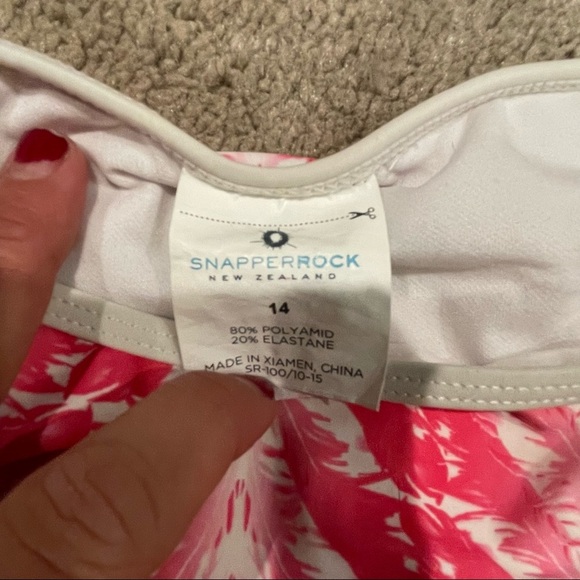 SNAPPERROCK
NEW ZEALAND
14
80% POLYAMID
20% ELASTANE
MADE IN XIAMEN, CHINA
SR-100/10-15